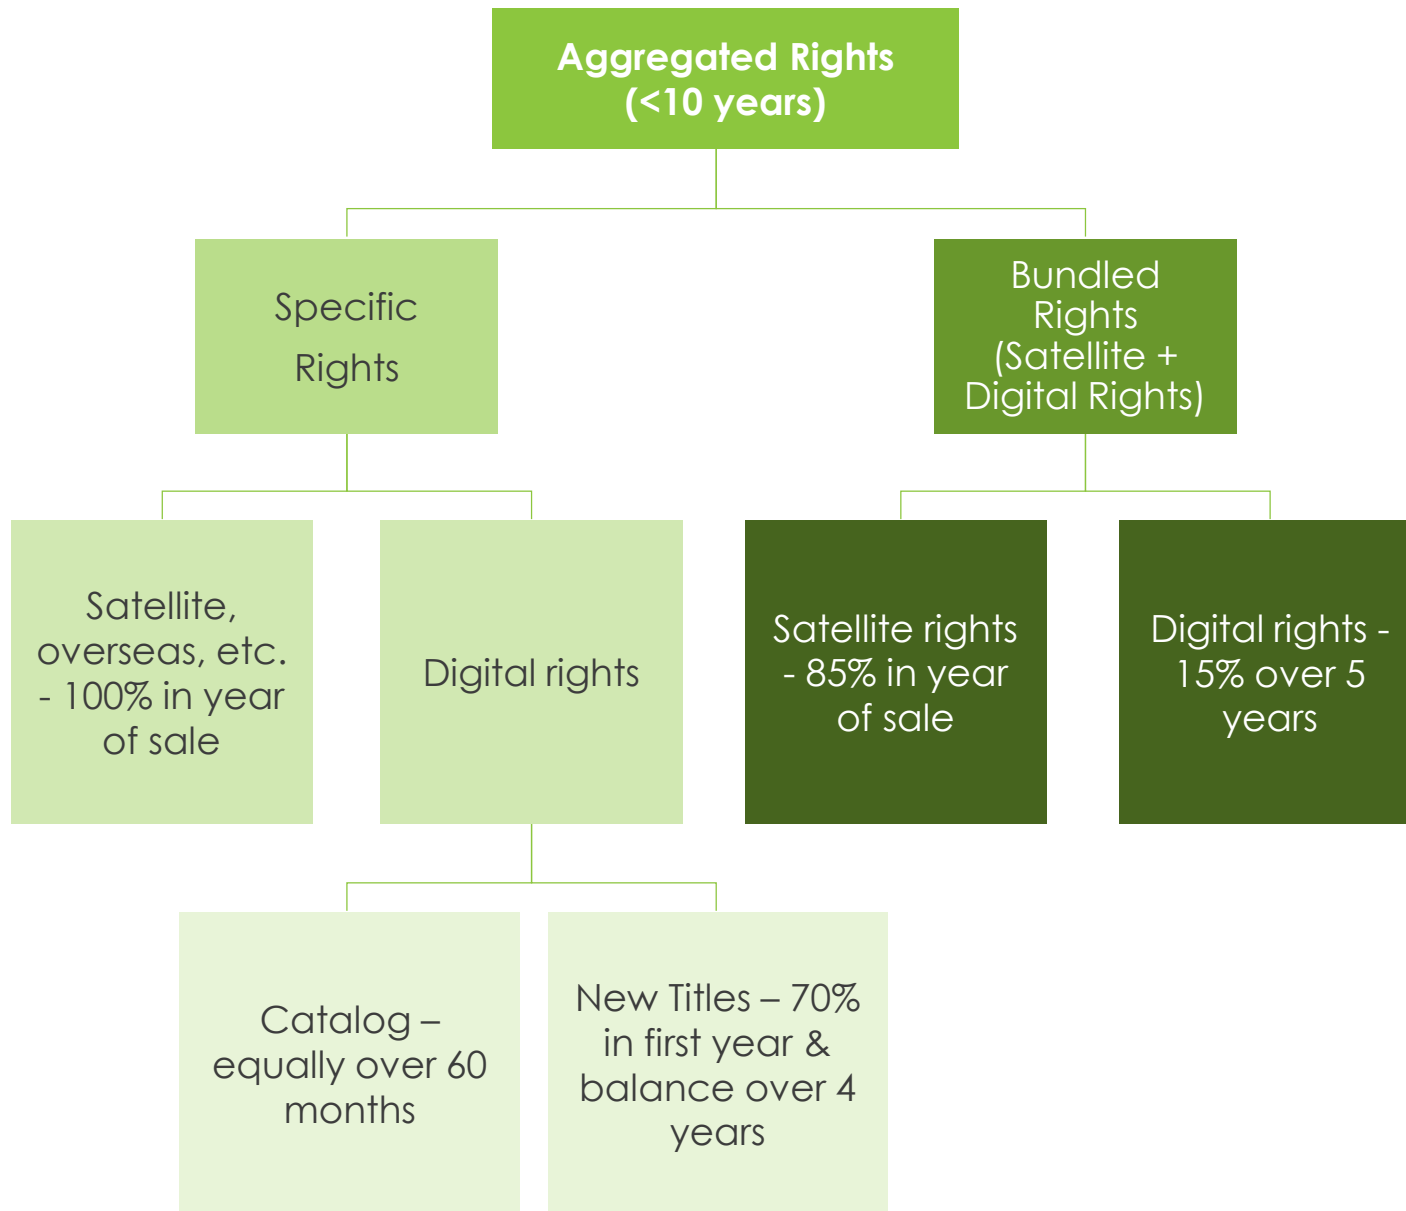 Aggregated Rights
(<10 years)
Specific
Rights
Bundled
Rights
(Satellite +
Digital Rights)
Satellite,
overseas, etc.
- 100% in year
of sale
Digital rights
Satellite rights
- 85% in year
of sale
Digital rights -
15% over 5
years
Catalog –
equally over 60
months
New Titles – 70%
in first year &
balance over 4
years